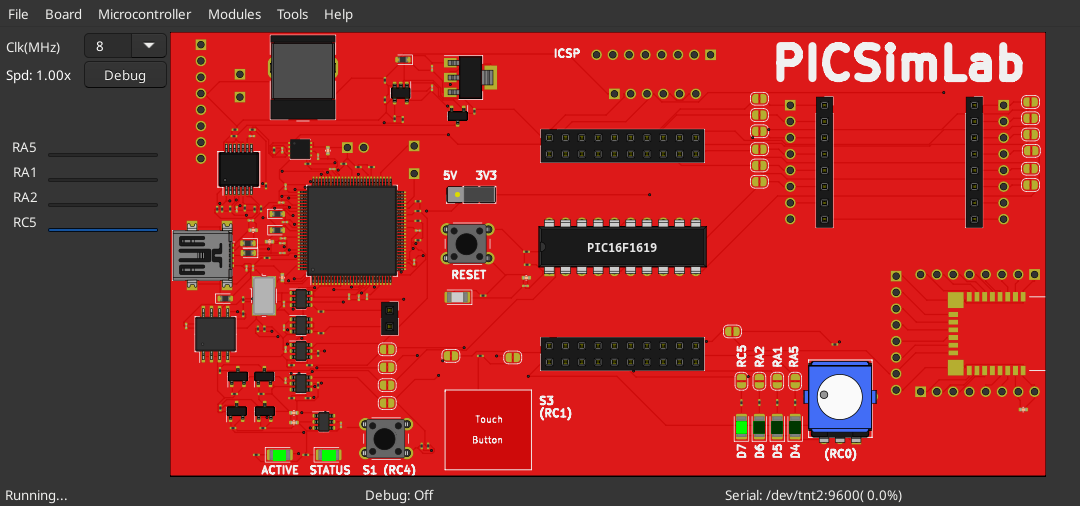 File Board Microcontroller Modules Tools Help
Clk(MHz) 8
Spd: 1.00x Debug
RA5
RA1
RA2
RC5
ICSP
PICSimLab
5V 3V3
RESET
PIC16F1619
Touch
Button
S3
(RC1)
RC5 RA2 RA1 RA5
D7 D6 D5 D4
(RC0)
ACTIVE STATUS S1 (RC4)
Running... Debug: Off Serial: /dev/tnt2:9600( 0.0%)